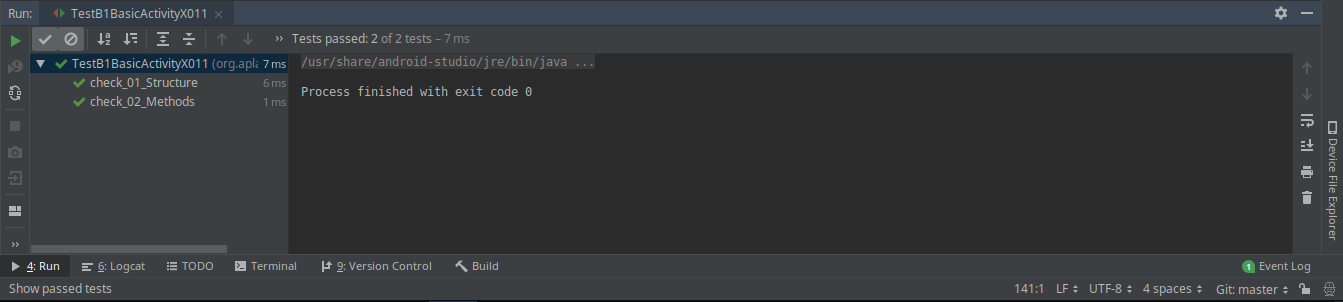 Run: TestB1BasicActivityX011
Tests passed: 2 of 2 tests – 7 ms
TestB1BasicActivityX011 (org.apla 7 ms
check_01_Structure 6 ms
check_02_Methods 1 ms
/usr/share/android-studio/jre/bin/java ...
Process finished with exit code 0
Device File Explorer
4: Run 6: Logcat TODO Terminal 9: Version Control Build 1 Event Log
Show passed tests 141:1 LF UTF-8 4 spaces Git: master